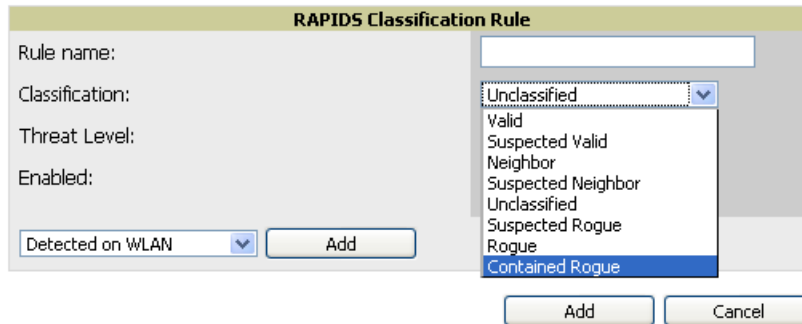 RAPIDS Classification Rule
Rule name:
Classification:
Unclassified
Valid
Suspected Valid
Neighbor
Suspected Neighbor
Unclassified
Suspected Rogue
Rogue
Contained Rogue
Threat Level:
Enabled:
Detected on WLAN
Add
Add
Cancel